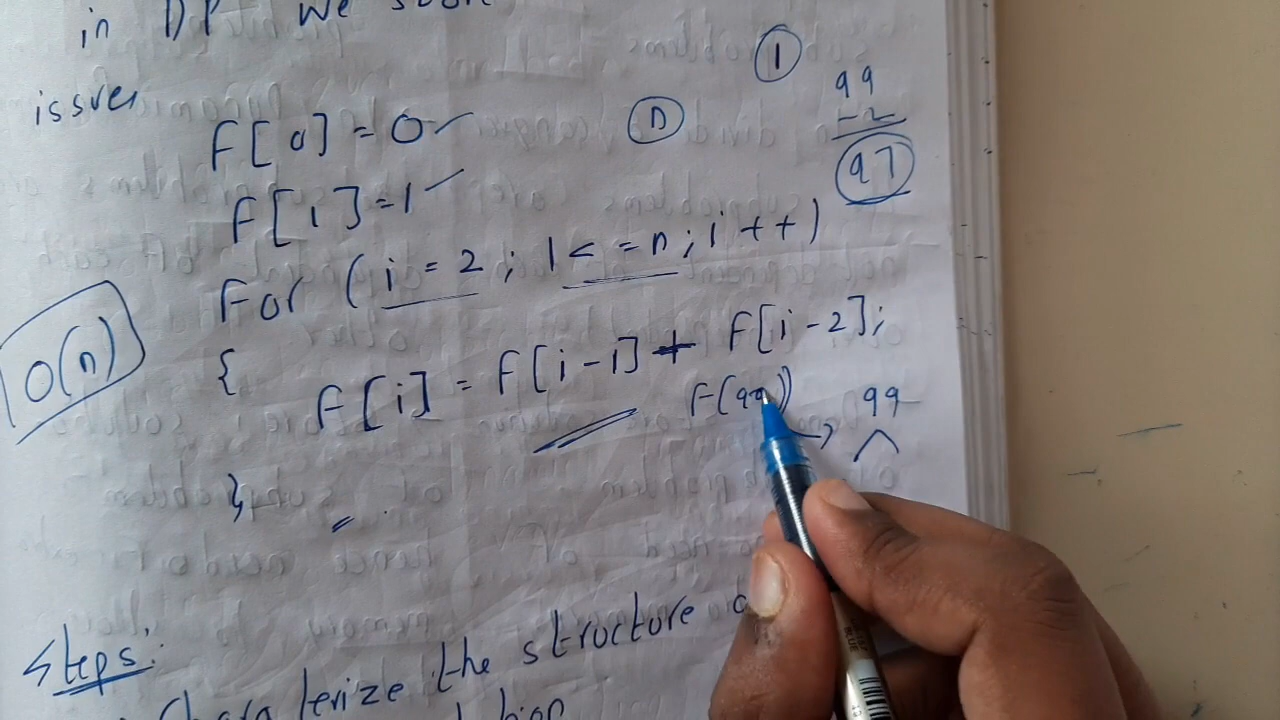 in DP we
issues
F[0] = 0
F[1] = 1
n
1
99
-2
97
For (i = 2; i <= n; i++)
O(n)
{
F[i] = F[i-1] + F[i-2];
F(99) → 99
}
Steps:
the structure